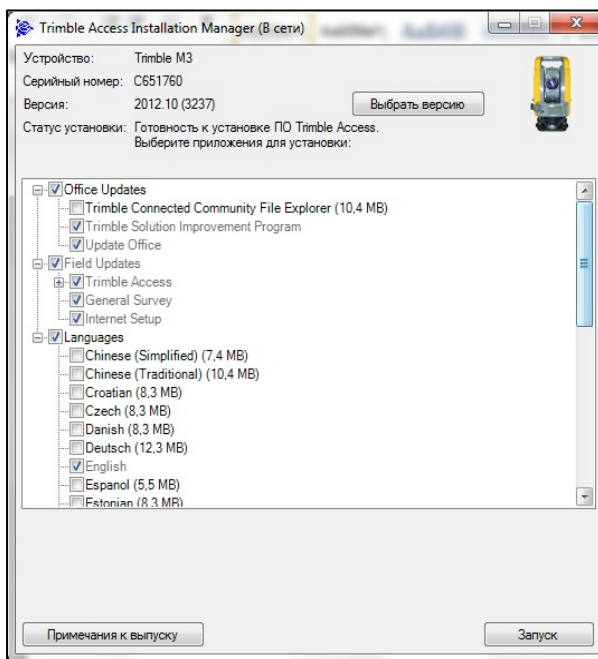 Trimble Access Installation Manager (В сети)
Устройство: Trimble M3
Серийный номер: C651760
Версия: 2012.10 (3237)
Выбрать версию
Статус установки: Готовность к установке ПО Trimble Access.
Выберите приложения для установки:
Office Updates
Trimble Connected Community File Explorer (10,4 MB)
Trimble Solution Improvement Program
Update Office
Field Updates
Trimble Access
General Survey
Internet Setup
Languages
Chinese (Simplified) (7,4 MB)
Chinese (Traditional) (10,4 MB)
Croatian (8,3 MB)
Czech (8,3 MB)
Danish (8,3 MB)
Deutsch (12,3 MB)
English
Espanol (5,5 MB)
Estonian (8,3 MB)
Примечания к выпуску
Запуск